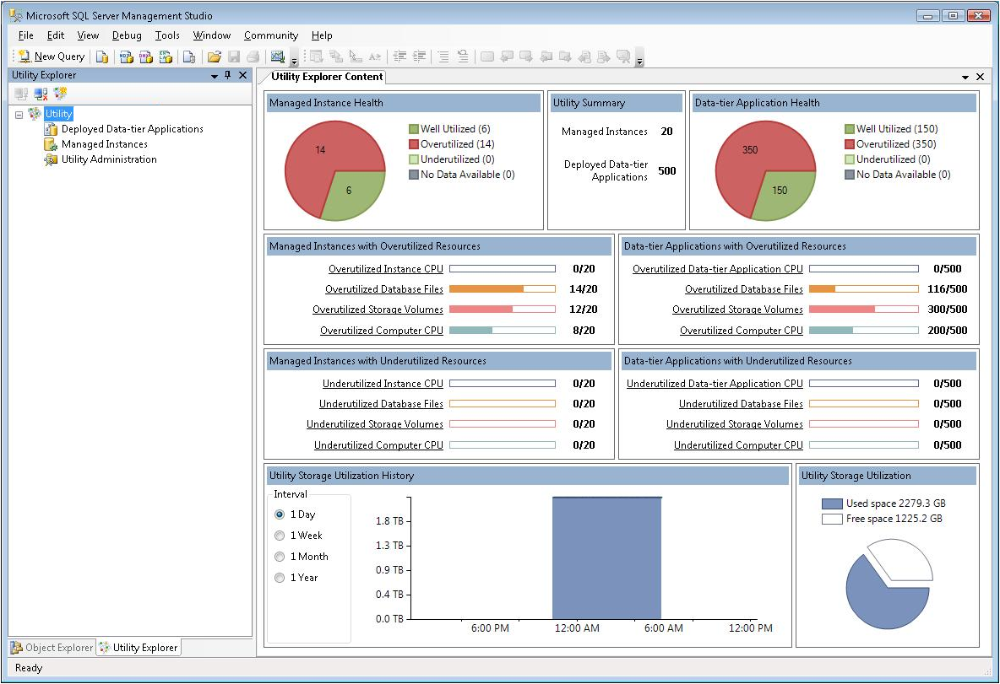 Microsoft SQL Server Management Studio
File Edit View Debug Tools Window Community Help
New Query
Utility Explorer
Utility
Deployed Data-tier Applications
Managed Instances
Utility Administration
Object Explorer
Utility Explorer
Utility Explorer Content
Managed Instance Health
14
6
Well Utilized (6)
Overutilized (14)
Underutilized (0)
No Data Available (0)
Utility Summary
Managed Instances 20
Deployed Data-tier
Applications 500
Data-tier Application Health
350
150
Well Utilized (150)
Overutilized (350)
Underutilized (0)
No Data Available (0)
Managed Instances with Overutilized Resources
Overutilized Instance CPU 0/20
Overutilized Database Files 14/20
Overutilized Storage Volumes 12/20
Overutilized Computer CPU 8/20
Data-tier Applications with Overutilized Resources
Overutilized Data-tier Application CPU 0/500
Overutilized Database Files 116/500
Overutilized Storage Volumes 300/500
Overutilized Computer CPU 200/500
Managed Instances with Underutilized Resources
Underutilized Instance CPU 0/20
Underutilized Database Files 0/20
Underutilized Storage Volumes 0/20
Underutilized Computer CPU 0/20
Data-tier Applications with Underutilized Resources
Underutilized Data-tier Application CPU 0/500
Underutilized Database Files 0/500
Underutilized Storage Volumes 0/500
Underutilized Computer CPU 0/500
Utility Storage Utilization History
Interval
1 Day
1 Week
1 Month
1 Year
1.8 TB
1.3 TB
0.9 TB
0.4 TB
0.0 TB
6:00 PM 12:00 AM 6:00 AM 12:00 PM
Utility Storage Utilization
Used space 2279.3 GB
Free space 1225.2 GB
Ready